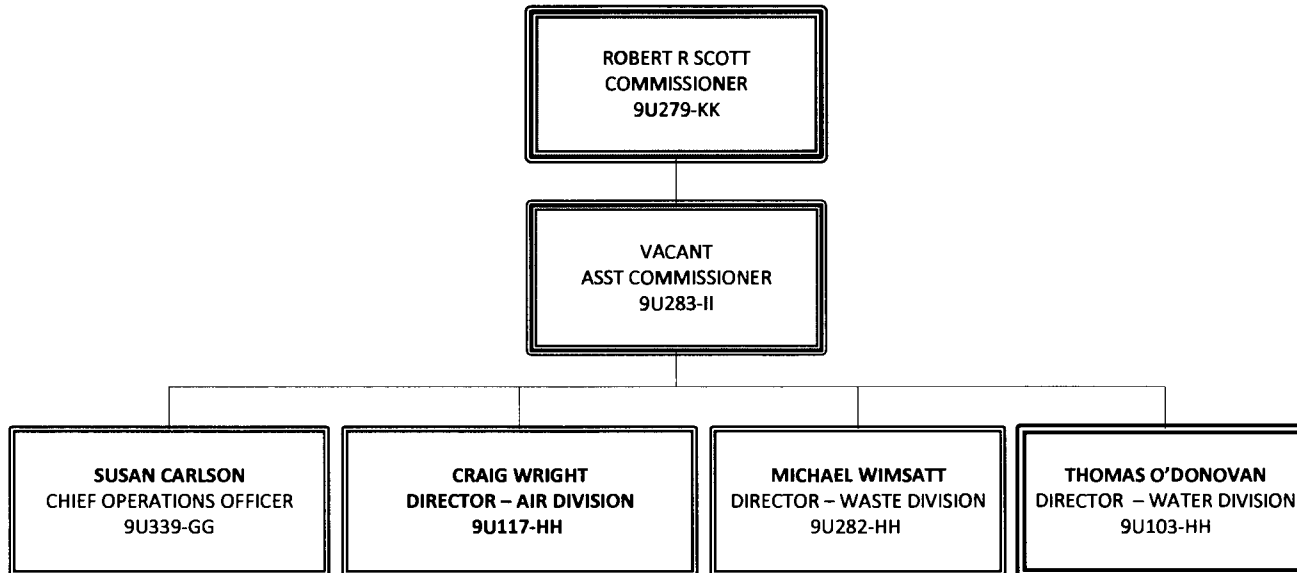 ROBERT R SCOTT
COMMISSIONER
9U279-KK
VACANT
ASST COMMISSIONER
9U283-II
SUSAN CARLSON
CHIEF OPERATIONS OFFICER
9U339-GG
CRAIG WRIGHT
DIRECTOR – AIR DIVISION
9U117-HH
MICHAEL WIMSATT
DIRECTOR – WASTE DIVISION
9U282-HH
THOMAS O’DONOVAN
DIRECTOR – WATER DIVISION
9U103-HH